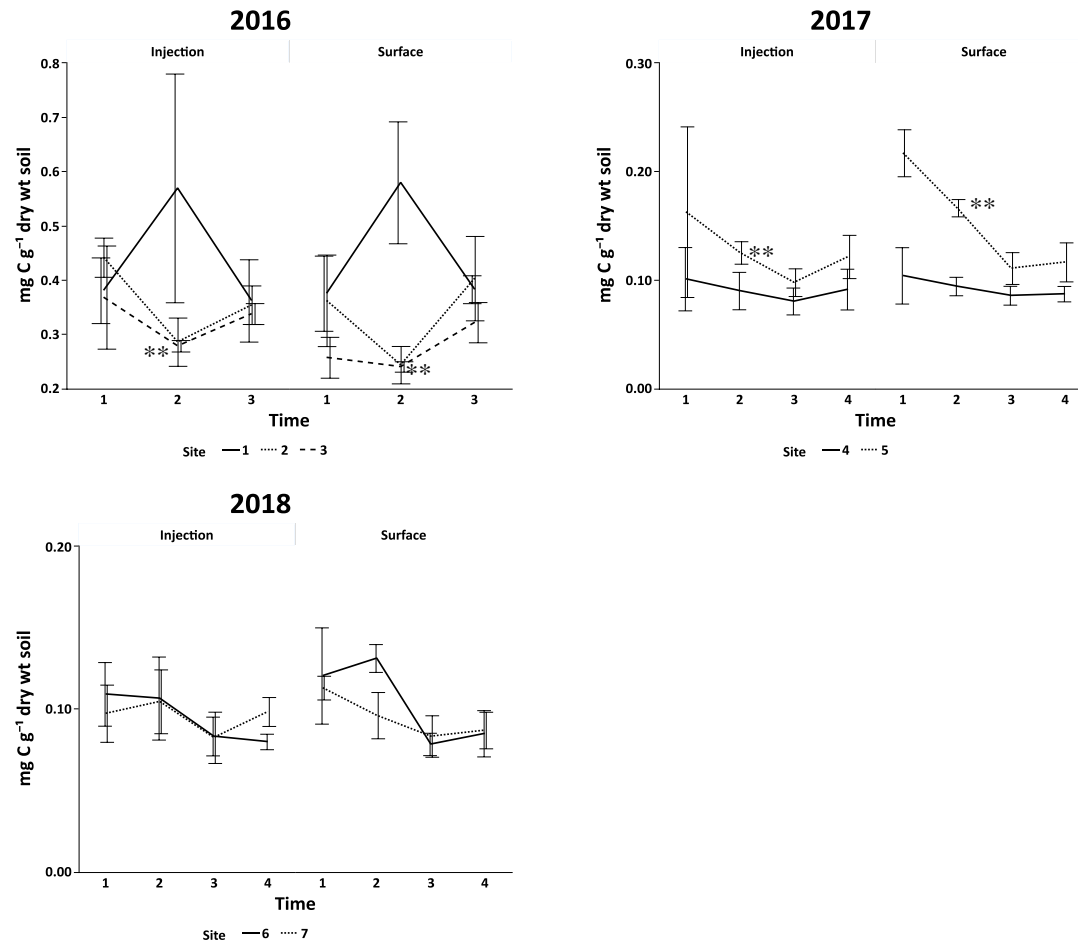 2016
Injection Surface
mg C g⁻¹ dry wt soil
0.8
0.7
0.6
0.5
0.4
0.3
0.2
**
**
1 2 3 1 2 3
Time
Site 1 2 3
2017
Injection Surface
mg C g⁻¹ dry wt soil
0.30
0.20
0.10
0.00
**
**
1 2 3 4 1 2 3 4
Time
Site 4 5
2018
Injection Surface
mg C g⁻¹ dry wt soil
0.20
0.10
0.00
1 2 3 4 1 2 3 4
Time
Site 6 7